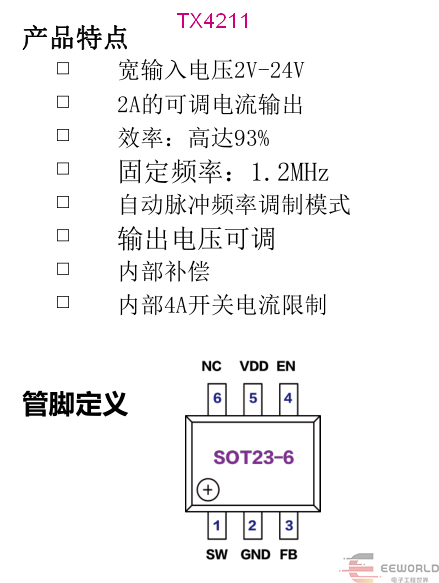 TX4211
产品特点
宽输入电压2V-24V
2A的可调电流输出
效率：高达93%
固定频率：1.2MHz
自动脉冲频率调制模式
输出电压可调
内部补偿
内部4A开关电流限制
NC VDD EN
管脚定义
6 5 4
SOT23-6
1 2 3
SW GND FB
EEWORLD
电子工程世界